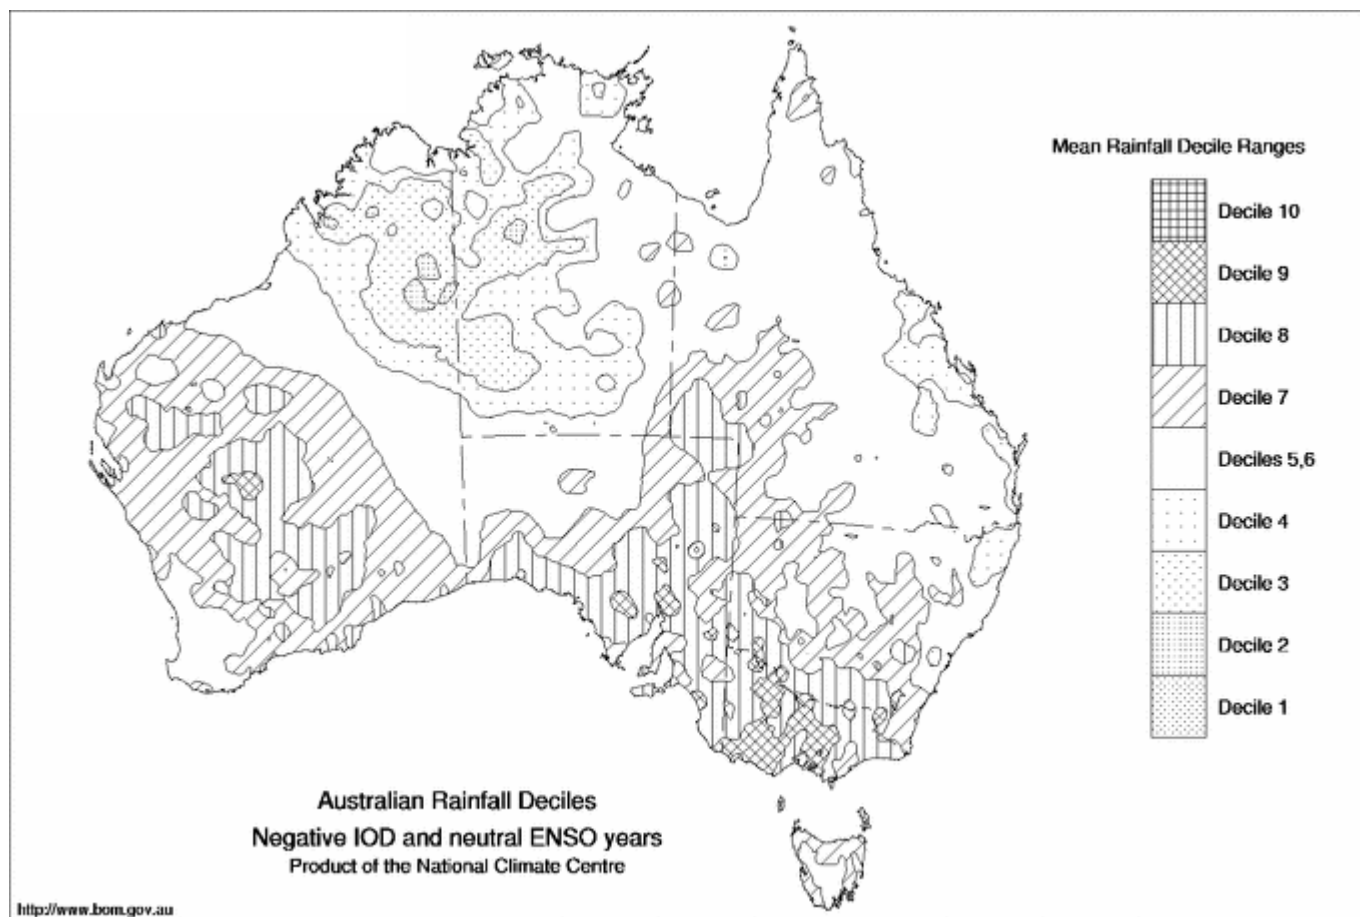 Mean Rainfall Decile Ranges
Decile 10
Decile 9
Decile 8
Decile 7
Deciles 5,6
Decile 4
Decile 3
Decile 2
Decile 1
Australian Rainfall Deciles
Negative IOD and neutral ENSO years
Product of the National Climate Centre
http://www.bom.gov.au